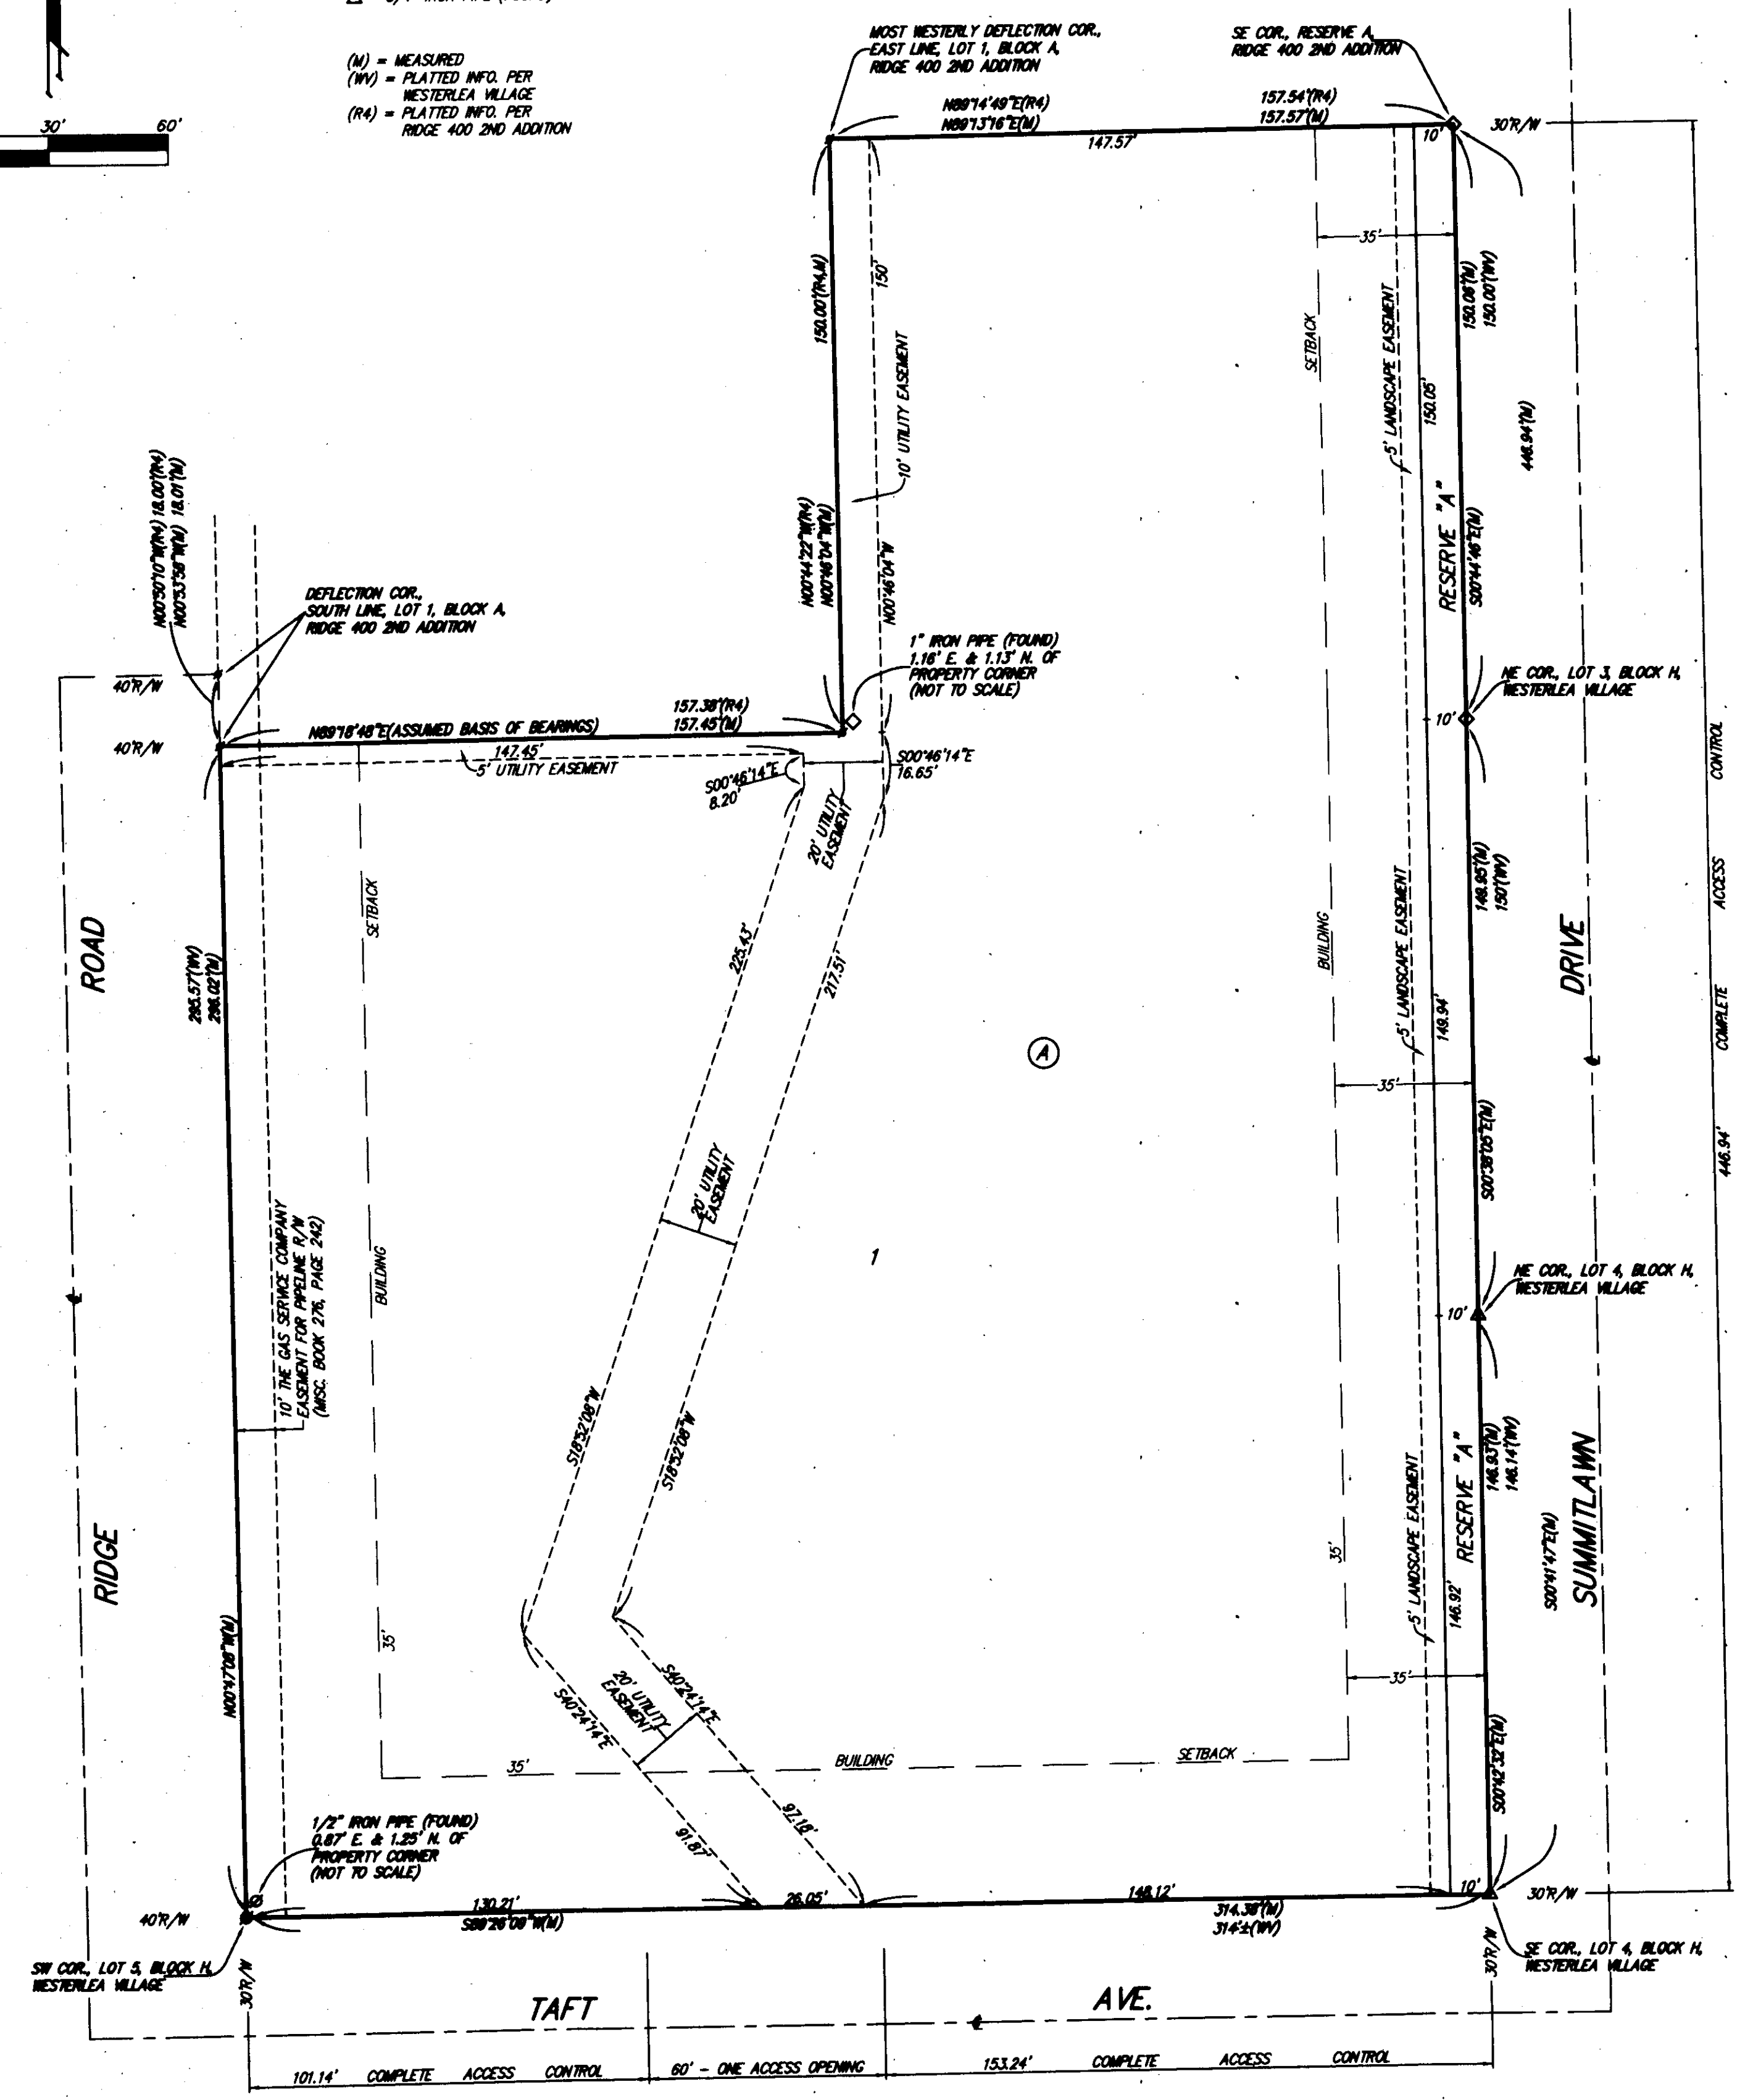 (M) = MEASURED
(WV) = PLATTED INFO. PER
WESTERLEA VILLAGE
(R4) = PLATTED INFO. PER
RIDGE 400 2ND ADDITION
30'
60'
MOST WESTERLY DEFLECTION COR.,
EAST LINE, LOT 1, BLOCK A,
RIDGE 400 2ND ADDITION
SE COR., RESERVE A,
RIDGE 400 2ND ADDITION
N89°14'49"E(R4)
N89°13'16"E(M)
157.54'(R4)
157.57'(M)
147.57'
10'
30'R/W
35'
150.00'(R4,M)
150'
10' UTILITY EASEMENT
SETBACK
5' LANDSCAPE EASEMENT
150.05'
150.06'(M)
150.00'(WV)
446.94'(M)
RESERVE "A"
S00°44'46"E(M)
N00°44'22"W(R4)
N00°46'04"W(M)
N00°46'04"W
N00°50'10"W(R4) 18.00'(R4)
N00°53'56"W(M) 18.01'(M)
DEFLECTION COR.,
SOUTH LINE, LOT 1, BLOCK A,
RIDGE 400 2ND ADDITION
1" IRON PIPE (FOUND)
1.16' E. & 1.13' N. OF
PROPERTY CORNER
(NOT TO SCALE)
NE COR., LOT 3, BLOCK H,
WESTERLEA VILLAGE
40'R/W
40'R/W
N89°18'48"E(ASSUMED BASIS OF BEARINGS)
157.38'(R4)
157.45'(M)
147.45'
5' UTILITY EASEMENT
S00°46'14"E
8.20'
S00°46'14"E
16.65'
20' UTILITY
EASEMENT
10'
SETBACK
ROAD
295.57'(WV)
296.02'(M)
225.43'
217.51'
BUILDING
5' LANDSCAPE EASEMENT
149.94'
149.95'(M)
150'(WV)
DRIVE
CONTROL
ACCESS
COMPLETE
446.94'
A
35'
S00°38'05"E(M)
20' UTILITY
EASEMENT
1
BUILDING
10' THE GAS SERVICE COMPANY
EASEMENT FOR PIPELINE R/W
(MISC. BOOK 276, PAGE 242)
NE COR., LOT 4, BLOCK H,
WESTERLEA VILLAGE
10'
S18°52'08"W
S18°52'08"W
5' LANDSCAPE EASEMENT
RESERVE "A"
146.93'(M)
146.14'(WV)
146.92'
S00°41'47"E(M)
SUMMITLAWN
RIDGE
N00°47'08"W(M)
35'
35'
35'
20' UTILITY
EASEMENT
S40°24'14"E
S40°24'14"E
35'
BUILDING
SETBACK
S00°42'32"E(M)
1/2" IRON PIPE (FOUND)
0.87' E. & 1.25' N. OF
PROPERTY CORNER
(NOT TO SCALE)
91.87'
97.18'
40'R/W
130.21'
S89°26'09"W(M)
26.05'
148.12'
314.38'(M)
314'±(WV)
10'
30'R/W
SW COR., LOT 5, BLOCK H,
WESTERLEA VILLAGE
SE COR., LOT 4, BLOCK H,
WESTERLEA VILLAGE
30'R/W
30'R/W
TAFT
AVE.
101.14' COMPLETE ACCESS CONTROL
60' - ONE ACCESS OPENING
153.24' COMPLETE ACCESS CONTROL